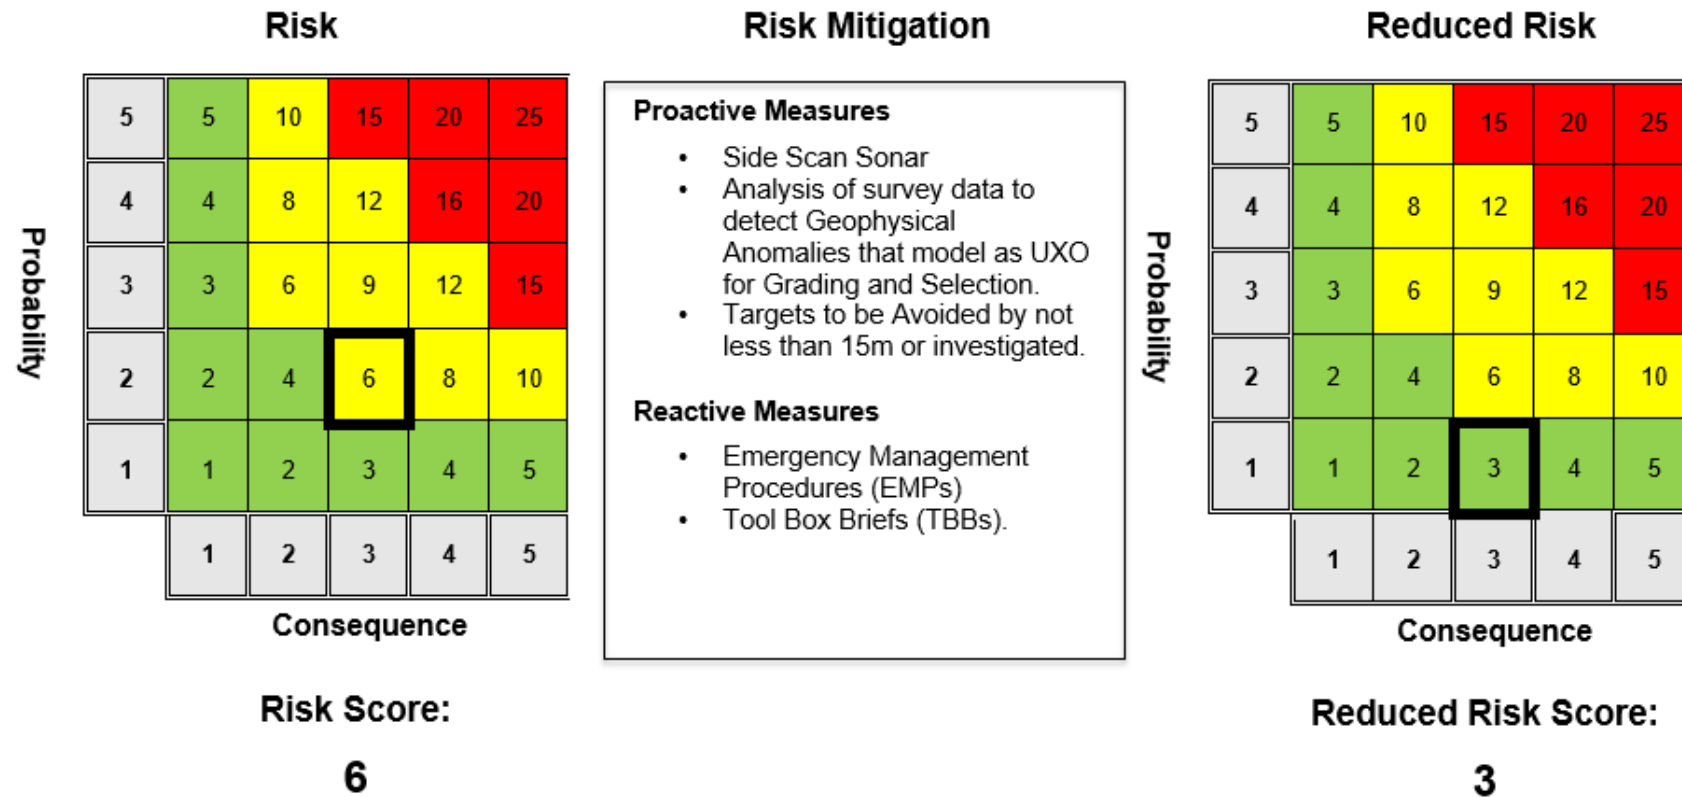 Risk
Risk Mitigation
Reduced Risk
Probability
5 5 10 15 20 25
4 4 8 12 16 20
3 3 6 9 12 15
2 2 4 6 8 10
1 1 2 3 4 5
1 2 3 4 5
Consequence
Risk Score:
6
Proactive Measures
• Side Scan Sonar
• Analysis of survey data to
detect Geophysical
Anomalies that model as UXO
for Grading and Selection.
• Targets to be Avoided by not
less than 15m or investigated.
Reactive Measures
• Emergency Management
Procedures (EMPs)
• Tool Box Briefs (TBBs).
Probability
5 5 10 15 20 25
4 4 8 12 16 20
3 3 6 9 12 15
2 2 4 6 8 10
1 1 2 3 4 5
1 2 3 4 5
Consequence
Reduced Risk Score:
3